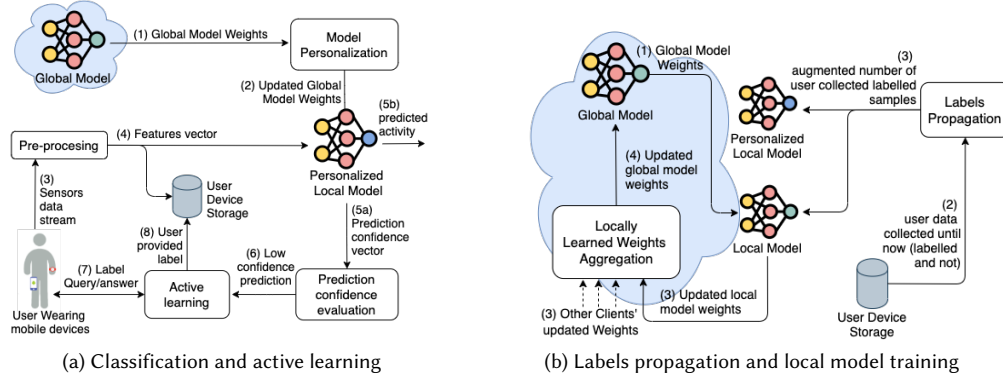 (1) Global Model Weights
Global Model
Model
Personalization
(2) Updated Global
Model Weights
(5b)
predicted
activity
(4) Features vector
Pre-procesing
Personalized
Local Model
(3)
Sensors
data
stream
User
Device
Storage
(5a)
Prediction
confidence
vector
(8) User
provided
label
(6) Low
confidence
prediction
(7) Label
Query/answer
Active
learning
Prediction
confidence
evaluation
User Wearing
mobile devices
(a) Classification and active learning
(1) Global Model
Weights
Global Model
(3)
augmented number of
user collected labelled
samples
Labels
Propagation
Personalized
Local Model
(4) Updated
global model
weights
Locally
Learned Weights
Aggregation
Local Model
(2)
user data
collected until
now (labelled
and not)
(3) Updated local
model weights
(3) Other Clients'
updated Weights
User Device
Storage
(b) Labels propagation and local model training